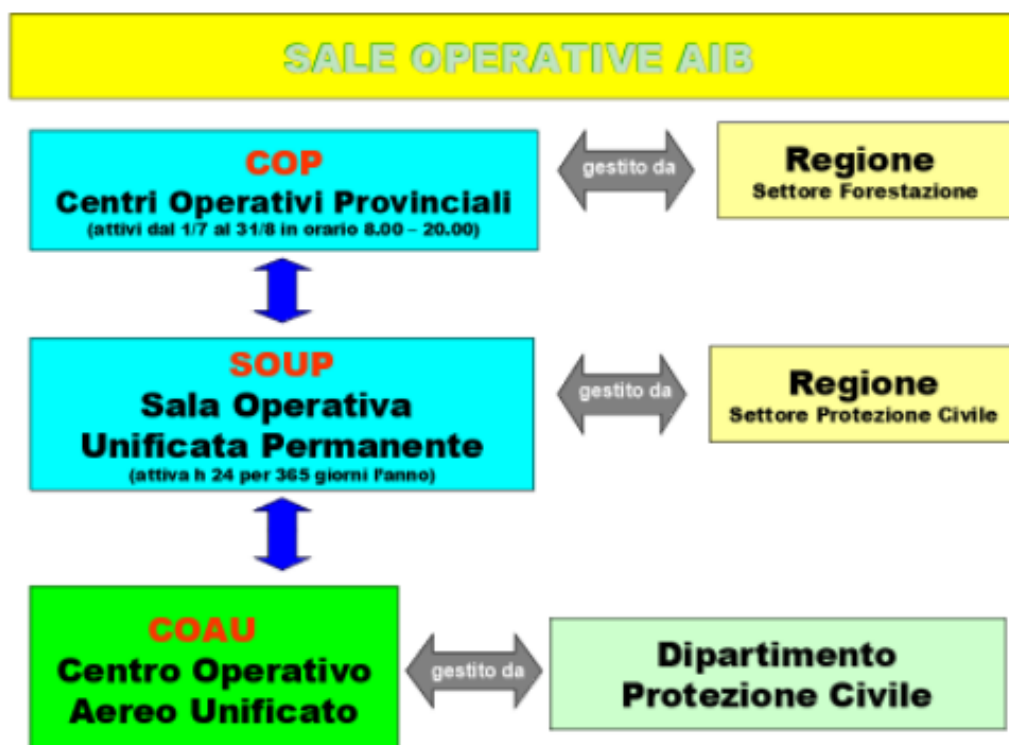 SALE OPERATIVE AIB
COP
Centri Operativi Provinciali
(attivi dal 1/7 al 31/8 in orario 8.00 – 20.00)
gestito da
Regione
Settore Forestazione
SOUP
Sala Operativa
Unificata Permanente
(attiva h 24 per 365 giorni l'anno)
gestito da
Regione
Settore Protezione Civile
COAU
Centro Operativo
Aereo Unificato
gestito da
Dipartimento
Protezione Civile